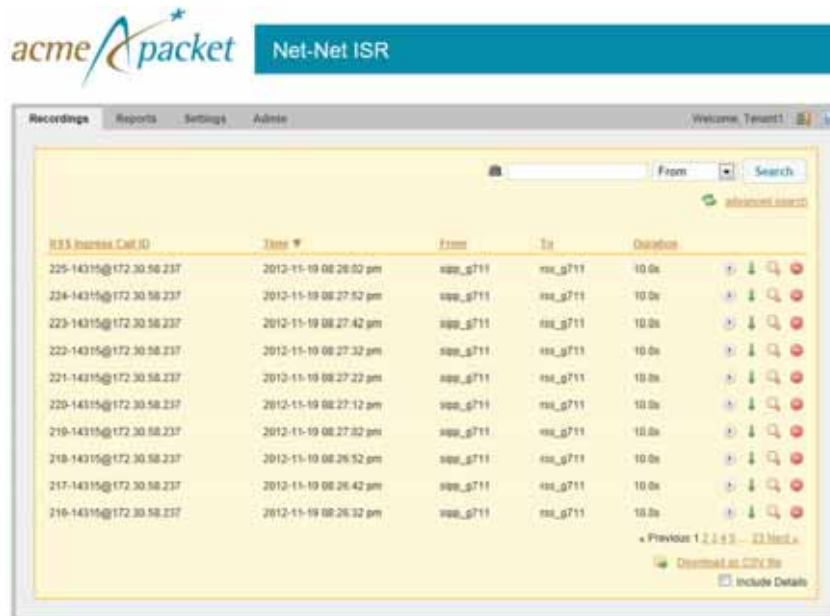 acme packet
Net-Net ISR
Recordings Reports Settings Admin Welcome, Tenant1
From Search
advanced search
RSS Ingress Call ID Time ▼ From To Duration
225-14315@172.30.58.237 2012-11-19 08:28:02 pm sipp_g711 rss_g711 10.0s
224-14315@172.30.58.237 2012-11-19 08:27:52 pm sipp_g711 rss_g711 10.0s
223-14315@172.30.58.237 2012-11-19 08:27:42 pm sipp_g711 rss_g711 10.0s
222-14315@172.30.58.237 2012-11-19 08:27:32 pm sipp_g711 rss_g711 10.0s
221-14315@172.30.58.237 2012-11-19 08:27:22 pm sipp_g711 rss_g711 10.0s
220-14315@172.30.58.237 2012-11-19 08:27:12 pm sipp_g711 rss_g711 10.0s
219-14315@172.30.58.237 2012-11-19 08:27:02 pm sipp_g711 rss_g711 10.0s
218-14315@172.30.58.237 2012-11-19 08:26:52 pm sipp_g711 rss_g711 10.0s
217-14315@172.30.58.237 2012-11-19 08:26:42 pm sipp_g711 rss_g711 10.0s
216-14315@172.30.58.237 2012-11-19 08:26:32 pm sipp_g711 rss_g711 10.0s
« Previous 1 2 3 4 5 ... 23 Next »
Download as CSV file
Include Details